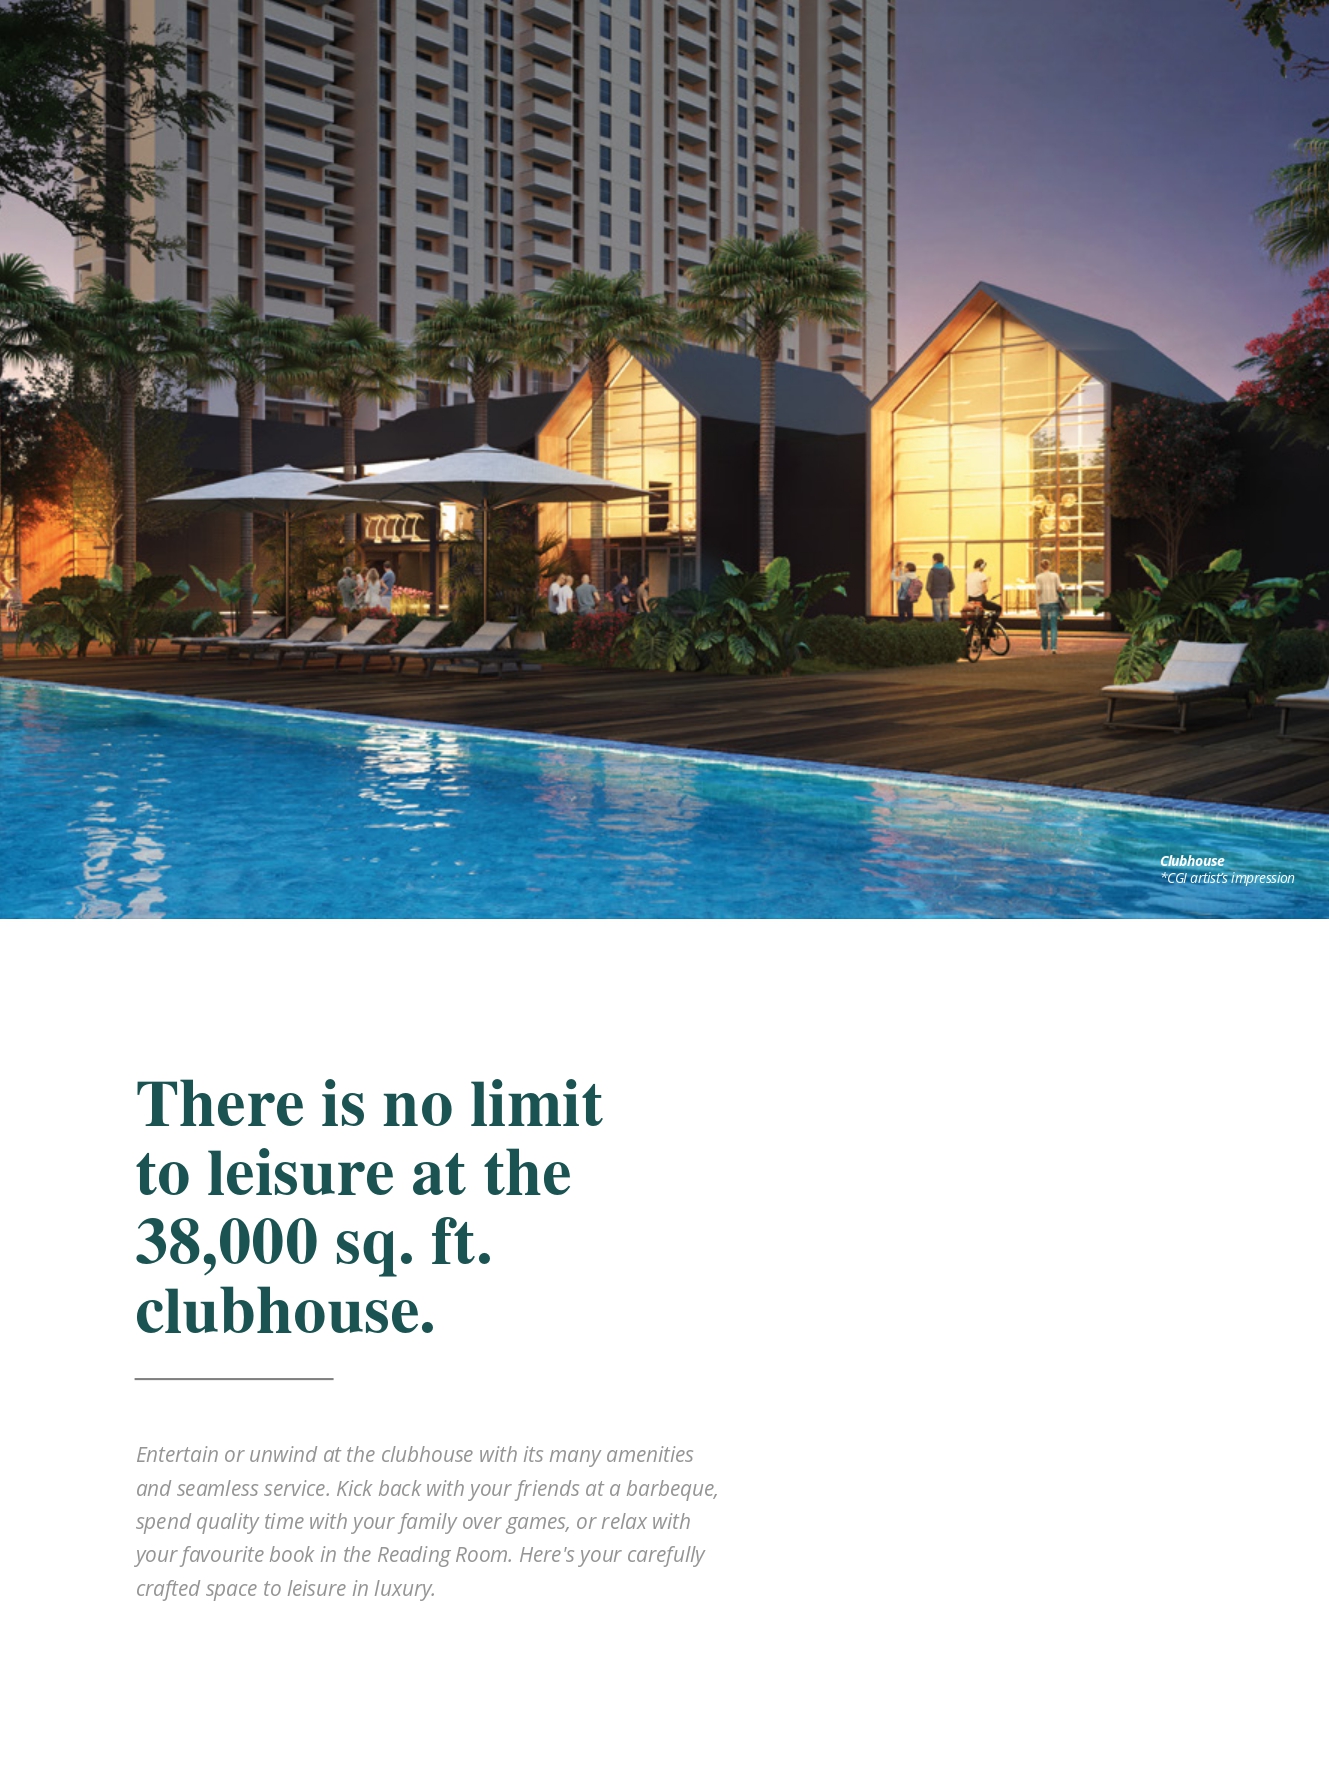 Clubhouse
*CGI artist's impression
There is no limit
to leisure at the
38,000 sq. ft.
clubhouse.
Entertain or unwind at the clubhouse with its many amenities
and seamless service. Kick back with your friends at a barbeque,
spend quality time with your family over games, or relax with
your favourite book in the Reading Room. Here's your carefully
crafted space to leisure in luxury.